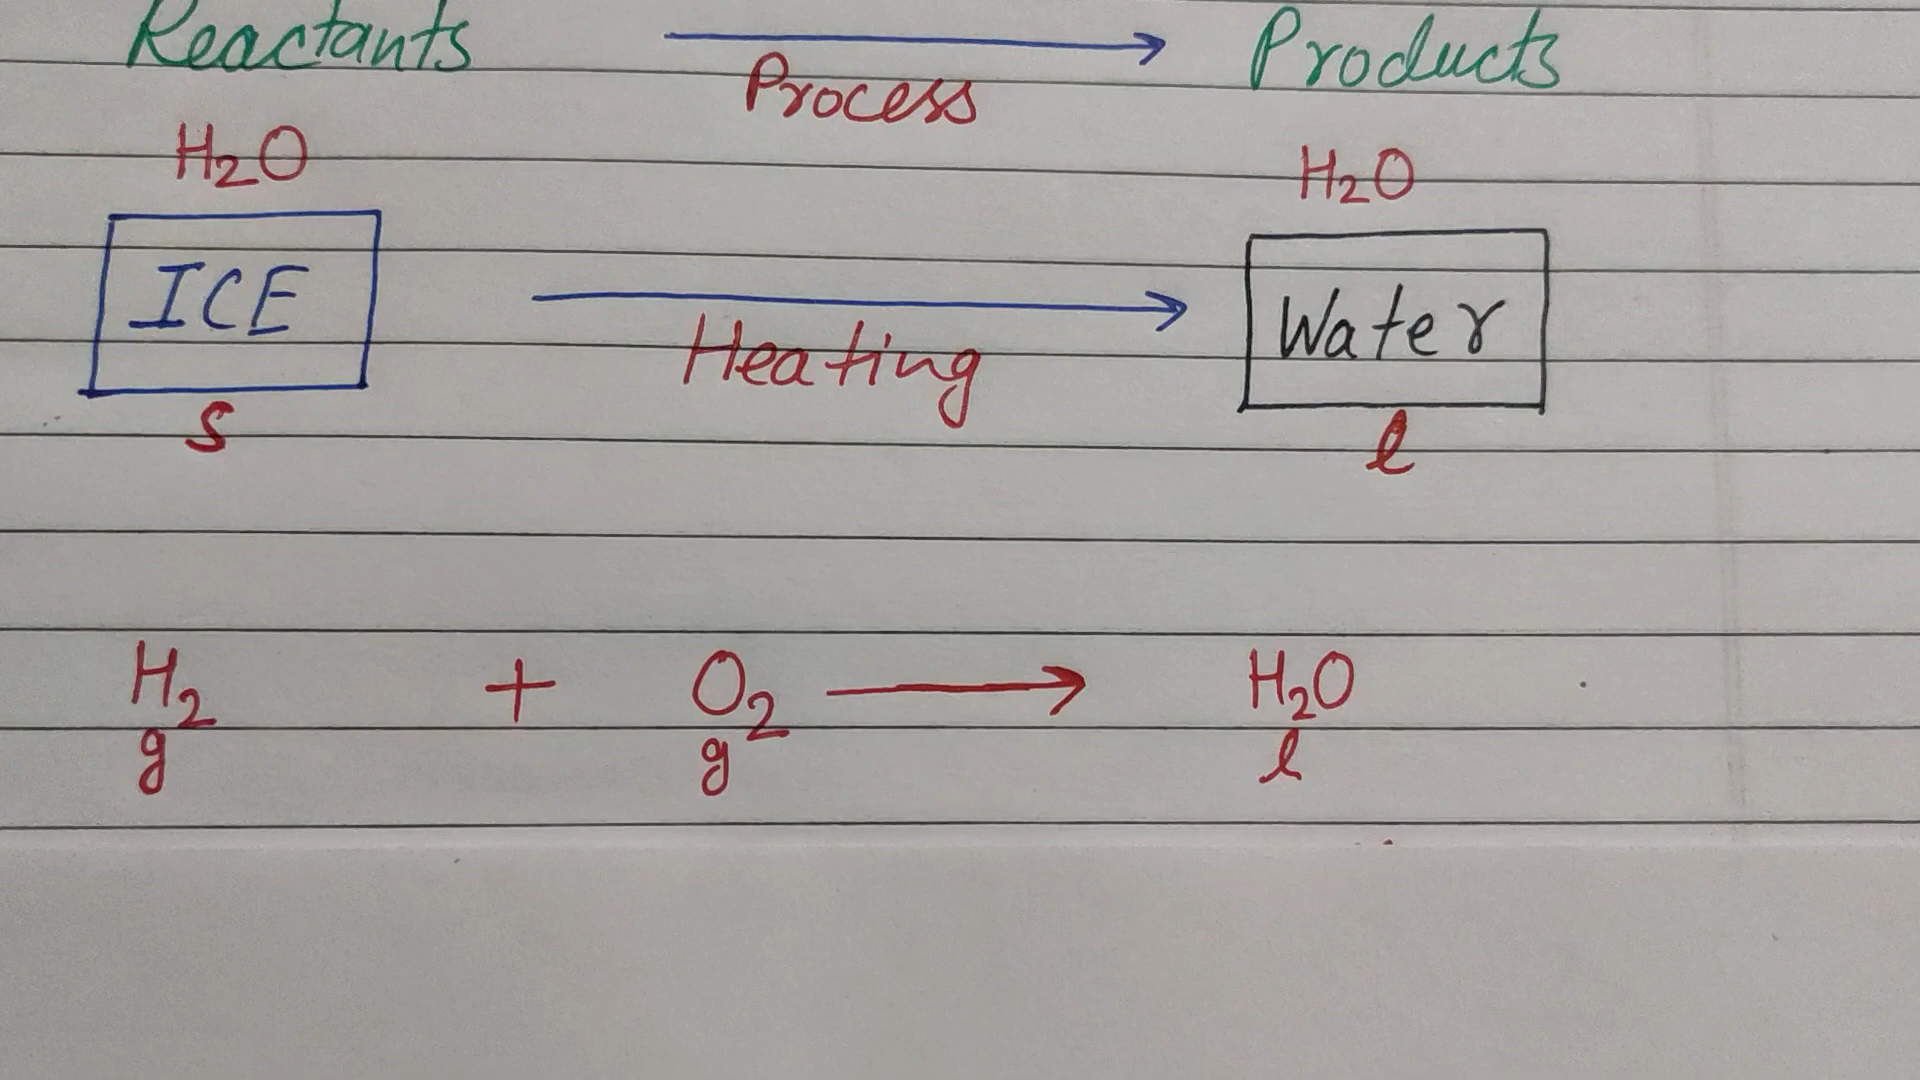 Reactants Process Products
H₂O H₂O
ICE Heating Water
s l
H₂ + O₂ → H₂O
g g l